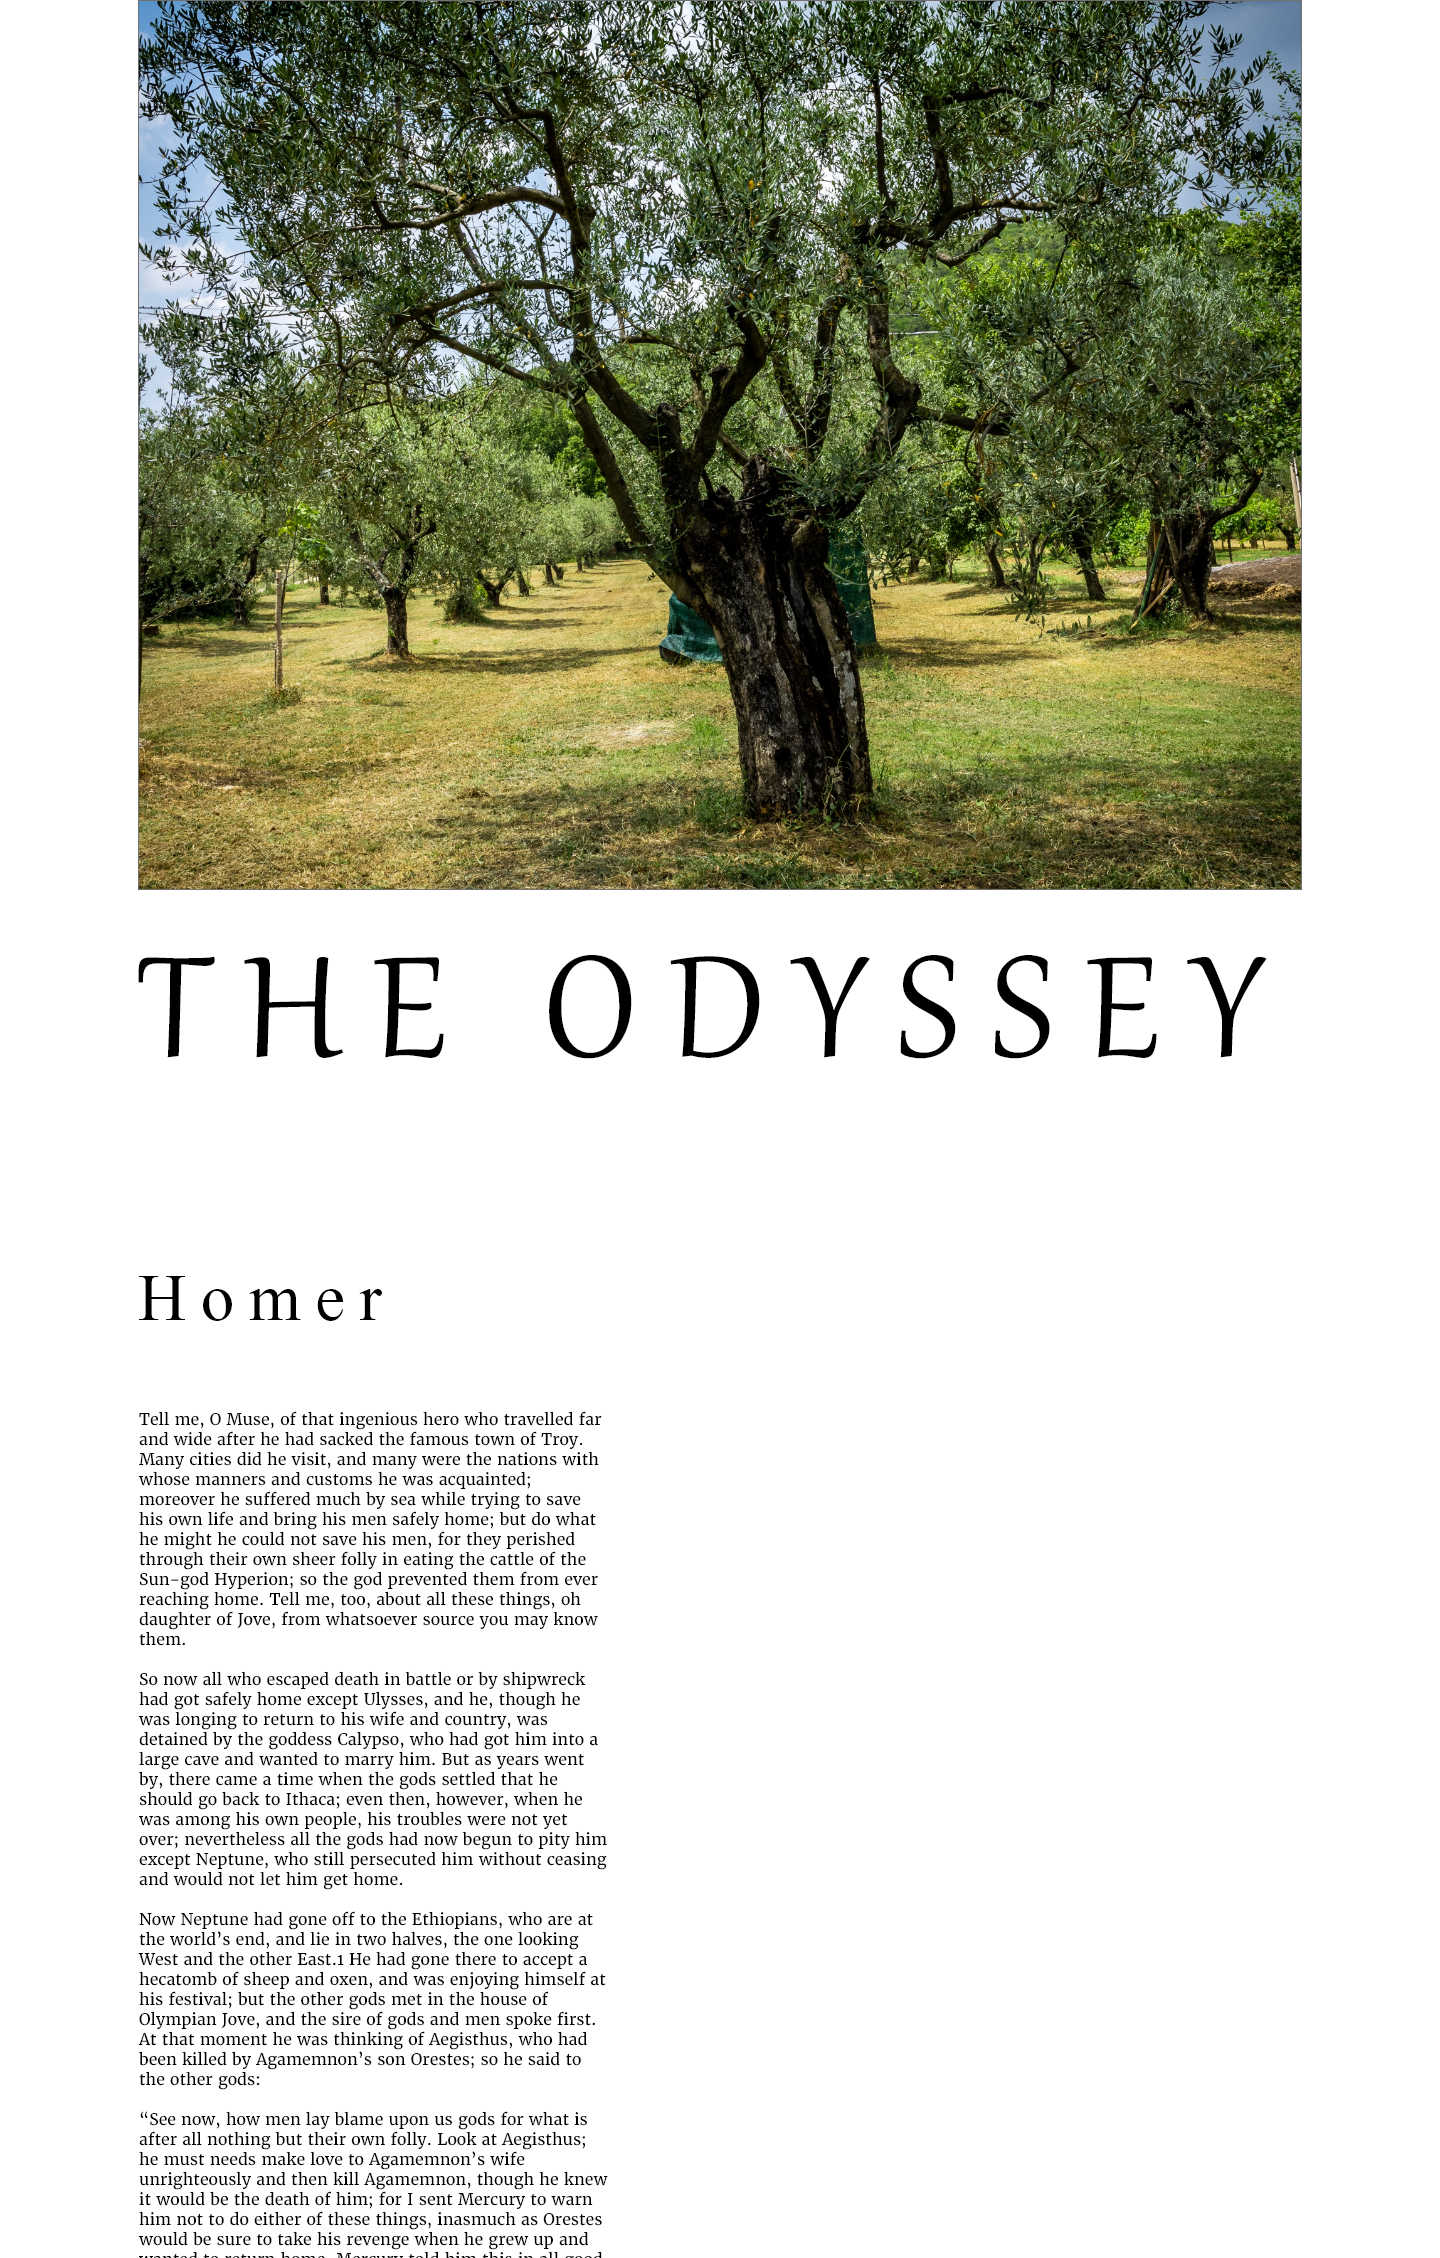 THE ODYSSEY
Homer
Tell me, O Muse, of that ingenious hero who travelled far
and wide after he had sacked the famous town of Troy.
Many cities did he visit, and many were the nations with
whose manners and customs he was acquainted;
moreover he suffered much by sea while trying to save
his own life and bring his men safely home; but do what
he might he could not save his men, for they perished
through their own sheer folly in eating the cattle of the
Sun-god Hyperion; so the god prevented them from ever
reaching home. Tell me, too, about all these things, oh
daughter of Jove, from whatsoever source you may know
them.
So now all who escaped death in battle or by shipwreck
had got safely home except Ulysses, and he, though he
was longing to return to his wife and country, was
detained by the goddess Calypso, who had got him into a
large cave and wanted to marry him. But as years went
by, there came a time when the gods settled that he
should go back to Ithaca; even then, however, when he
was among his own people, his troubles were not yet
over; nevertheless all the gods had now begun to pity him
except Neptune, who still persecuted him without ceasing
and would not let him get home.
Now Neptune had gone off to the Ethiopians, who are at
the world’s end, and lie in two halves, the one looking
West and the other East.1 He had gone there to accept a
hecatomb of sheep and oxen, and was enjoying himself at
his festival; but the other gods met in the house of
Olympian Jove, and the sire of gods and men spoke first.
At that moment he was thinking of Aegisthus, who had
been killed by Agamemnon’s son Orestes; so he said to
the other gods:
“See now, how men lay blame upon us gods for what is
after all nothing but their own folly. Look at Aegisthus;
he must needs make love to Agamemnon’s wife
unrighteously and then kill Agamemnon, though he knew
it would be the death of him; for I sent Mercury to warn
him not to do either of these things, inasmuch as Orestes
would be sure to take his revenge when he grew up and
wanted to return home. Mercury told him this in all good